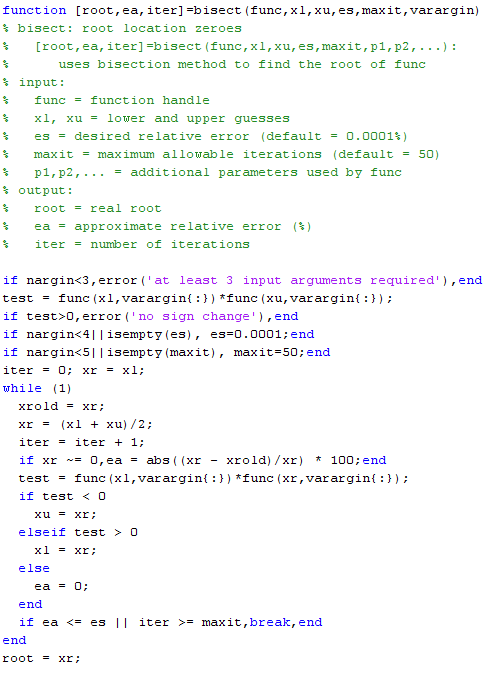 function [root,ea,iter]=bisect(func,xl,xu,es,maxit,varargin)
% bisect: root location zeroes
%   [root,ea,iter]=bisect(func,xl,xu,es,maxit,p1,p2,...):
%      uses bisection method to find the root of func
% input:
%   func = function handle
%   xl, xu = lower and upper guesses
%   es = desired relative error (default = 0.0001%)
%   maxit = maximum allowable iterations (default = 50)
%   p1,p2,... = additional parameters used by func
% output:
%   root = real root
%   ea = approximate relative error (%)
%   iter = number of iterations
if nargin<3,error('at least 3 input arguments required'),end
test = func(xl,varargin{:})*func(xu,varargin{:});
if test>0,error('no sign change'),end
if nargin<4||isempty(es), es=0.0001;end
if nargin<5||isempty(maxit), maxit=50;end
iter = 0; xr = xl;
while (1)
  xrold = xr;
  xr = (xl + xu)/2;
  iter = iter + 1;
  if xr ~= 0,ea = abs((xr - xrold)/xr) * 100;end
  test = func(xl,varargin{:})*func(xr,varargin{:});
  if test < 0
    xu = xr;
  elseif test > 0
    xl = xr;
  else
    ea = 0;
  end
  if ea <= es || iter >= maxit,break,end
end
root = xr;